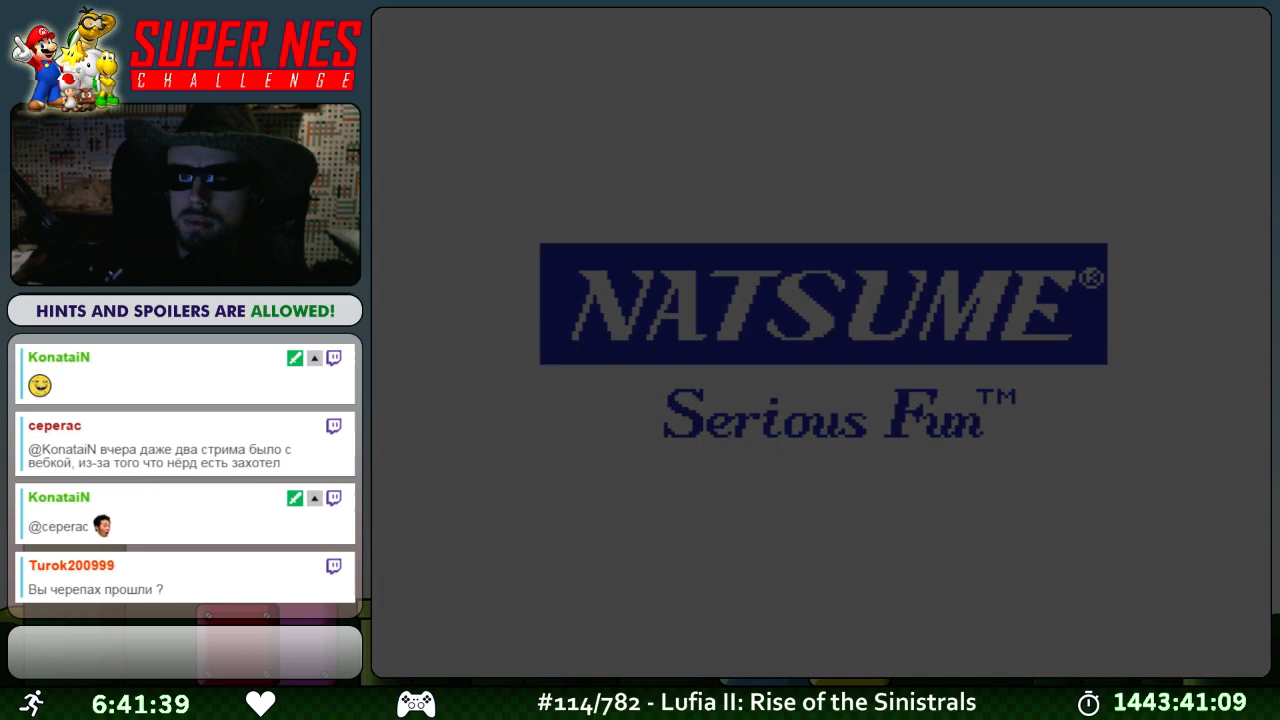 SUPER NES
CHALLENGE
HINTS AND SPOILERS ARE ALLOWED!
KonataiN
ceperac
@KonataiN вчера даже два стрима было с
вебкой, из-за того что нёрд есть захотел
KonataiN
@ceperac
Turok200999
Вы черепах прошли ?
NATSUME®
Serious Fun™
6:41:39
#114/782 - Lufia II: Rise of the Sinistrals
1443:41:09